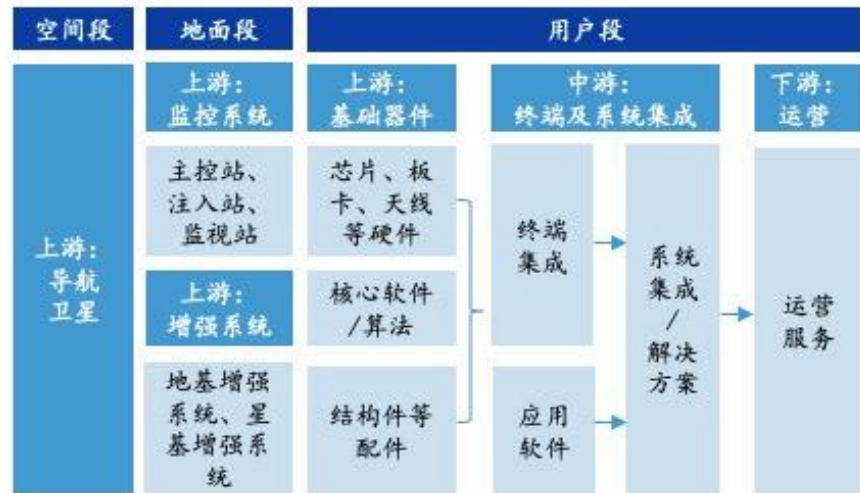 空间段
地面段
用户段
上游：
导航
卫星
上游：
监控系统
主控站、
注入站、
监视站
上游：
增强系统
地基增强
系统、星
基增强系
统
上游：
基础器件
芯片、板
卡、天线
等硬件
核心软件
/算法
结构件等
配件
中游：
终端及系统集成
终端
集成
应用
软件
系统
集成
/
解决
方案
下游：
运营
运营
服务